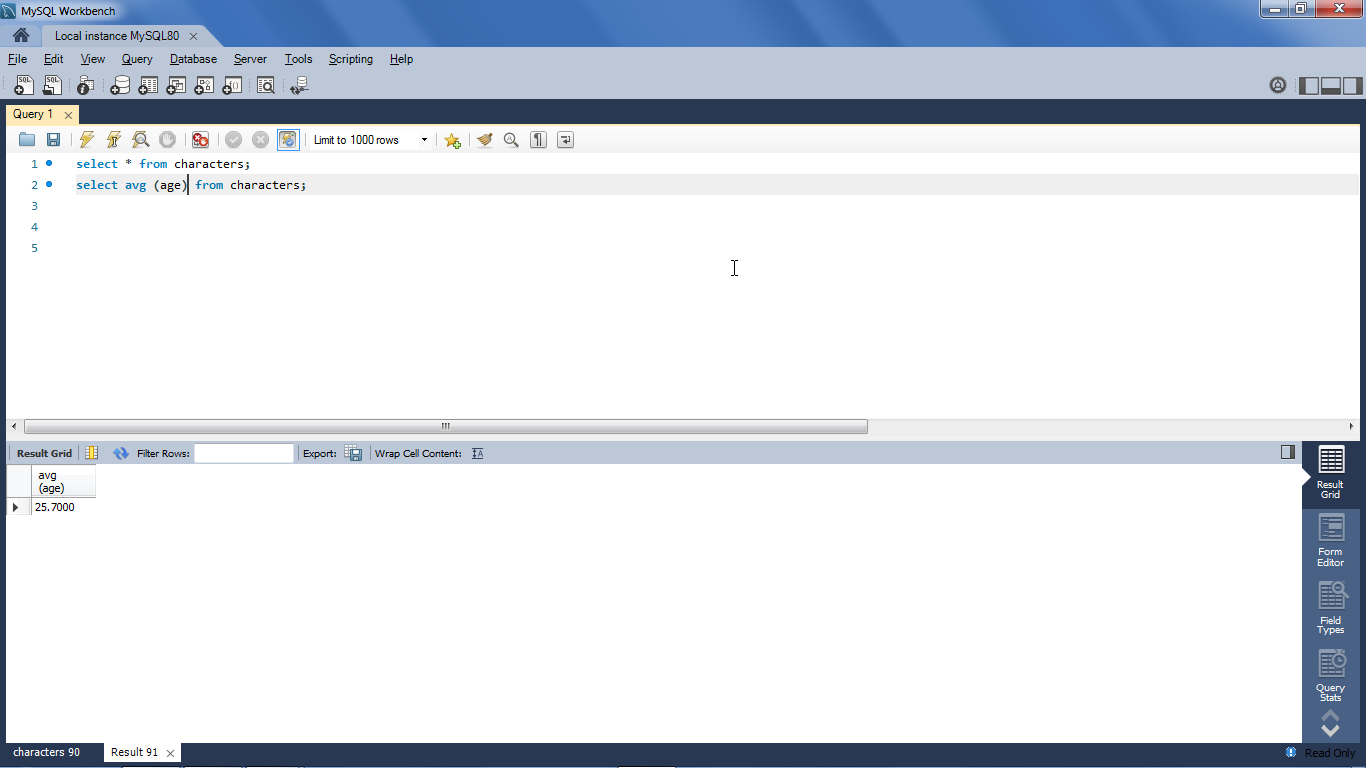 MySQL Workbench
Local instance MySQL80
File Edit View Query Database Server Tools Scripting Help
Query 1
Limit to 1000 rows
1 select * from characters;
2 select avg (age) from characters;
3
4
5
Result Grid Filter Rows: Export: Wrap Cell Content:
avg
(age)
25.7000
Result
Grid
Form
Editor
Field
Types
Query
Stats
characters 90 Result 91 Read Only